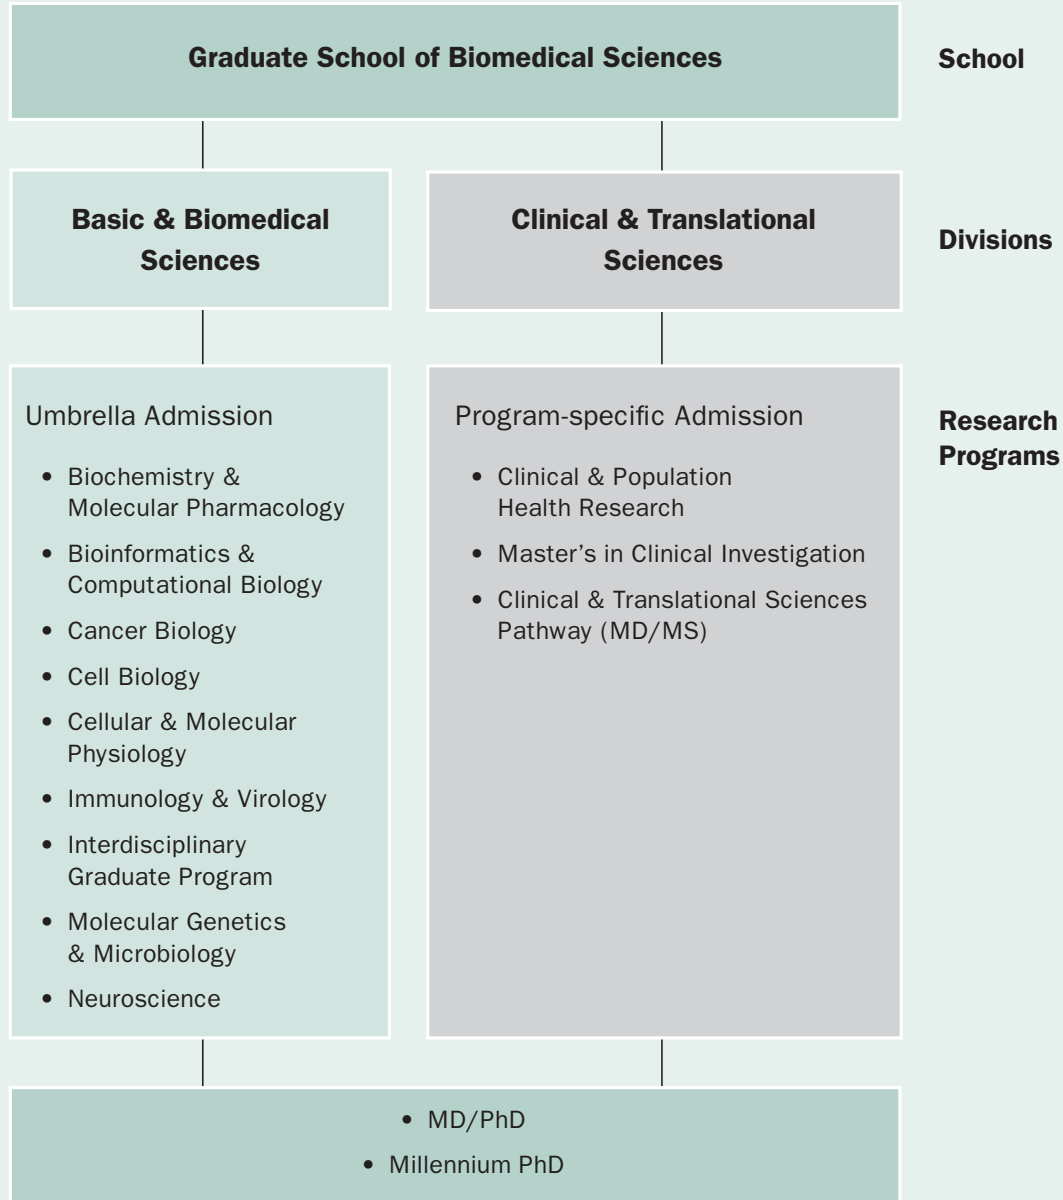 Graduate School of Biomedical Sciences
School
Basic & Biomedical
Sciences
Clinical & Translational
Sciences
Divisions
Umbrella Admission
• Biochemistry &
Molecular Pharmacology
• Bioinformatics &
Computational Biology
• Cancer Biology
• Cell Biology
• Cellular & Molecular
Physiology
• Immunology & Virology
• Interdisciplinary
Graduate Program
• Molecular Genetics
& Microbiology
• Neuroscience
Program-specific Admission
• Clinical & Population
Health Research
• Master’s in Clinical Investigation
• Clinical & Translational Sciences
Pathway (MD/MS)
Research
Programs
• MD/PhD
• Millennium PhD